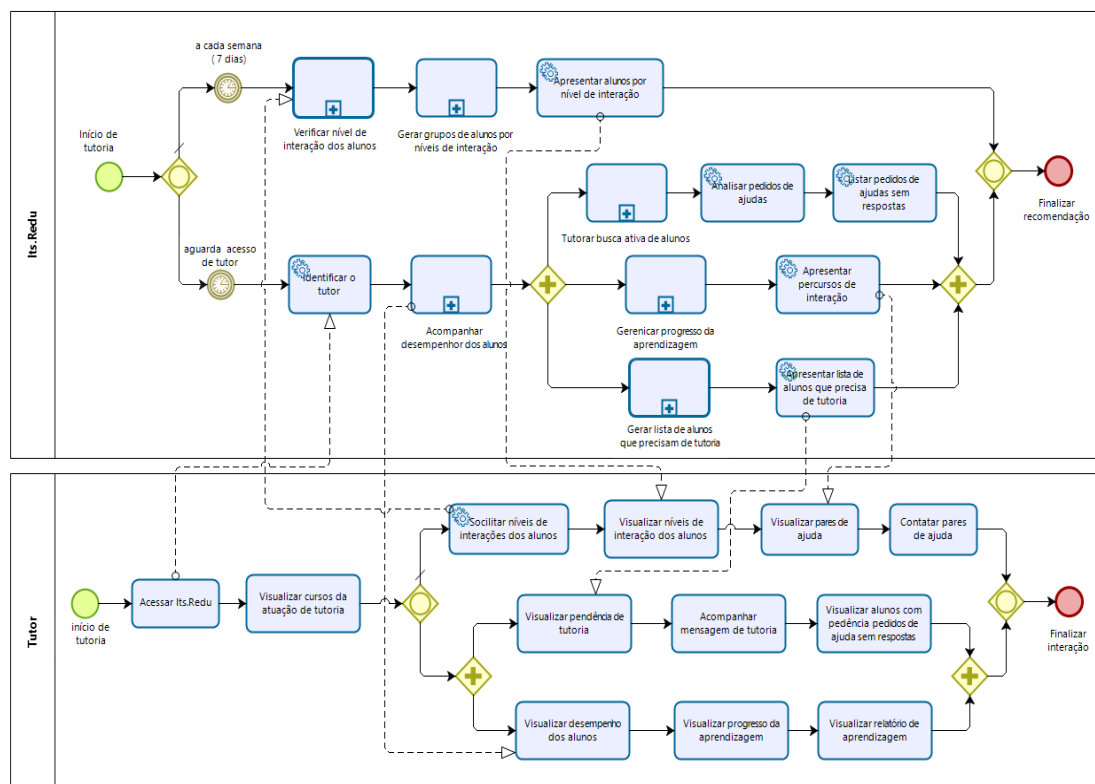 Its.Redu
a cada semana
( 7 dias)
Início de
tutoria
Verificar nível de
interação dos alunos
Gerar grupos de alunos por
níveis de interação
Apresentar alunos por
nível de interação
aguarda acesso
de tutor
Identificar o
tutor
Acompanhar
desempenhor dos alunos
Tutorar busca ativa de alunos
Analisar pedidos de
ajudas
Listar pedidos de
ajudas sem
respostas
Gerenicar progresso da
aprendizagem
Apresentar
percursos de
interação
Gerar lista de alunos
que precisam de tutoria
Apresentar lista de
alunos que precisa
de tutoria
Finalizar
recomendação
Tutor
início de
tutoria
Acessar Its.Redu
Visualizar cursos da
atuação de tutoria
Socilitar níveis de
interações dos alunos
Visualizar níveis de
interação dos alunos
Visualizar pares de
ajuda
Contatar pares
de ajuda
Visualizar pendência de
tutoria
Acompanhar
mensagem de tutoria
Visualizar alunos com
pedência pedidos de
ajuda sem respostas
Visualizar desempenho
dos alunos
Visualizar progresso da
aprendizagem
Visualizar relatório de
aprendizagem
Finalizar
interação